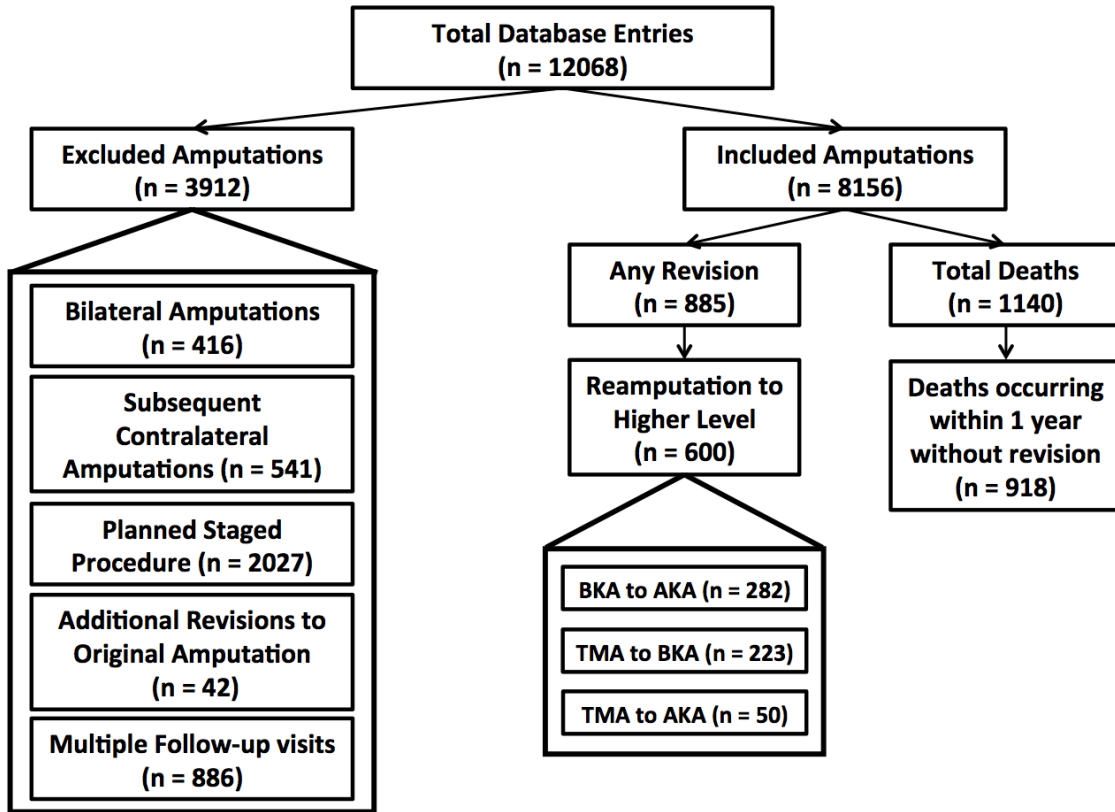 Total Database Entries
(n = 12068)
Excluded Amputations
(n = 3912)
Included Amputations
(n = 8156)
Bilateral Amputations
(n = 416)
Subsequent
Contralateral
Amputations (n = 541)
Planned Staged
Procedure (n = 2027)
Additional Revisions to
Original Amputation
(n = 42)
Multiple Follow-up visits
(n = 886)
Any Revision
(n = 885)
Reamputation to
Higher Level
(n = 600)
BKA to AKA (n = 282)
TMA to BKA (n = 223)
TMA to AKA (n = 50)
Total Deaths
(n = 1140)
Deaths occurring
within 1 year
without revision
(n = 918)